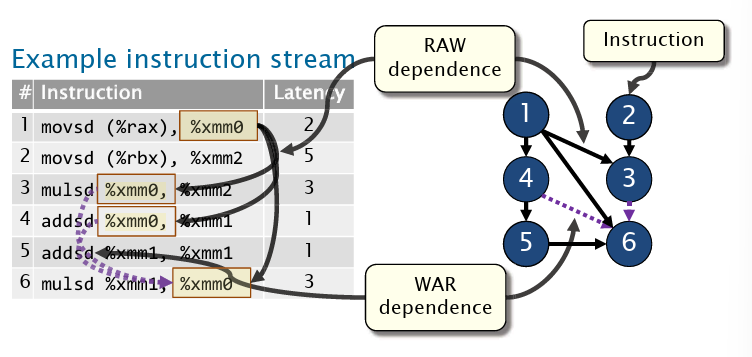 Example instruction stream
# Instruction Latency
1 movsd (%rax), %xmm0 2
2 movsd (%rbx), %xmm2 5
3 mulsd %xmm0, %xmm2 3
4 addsd %xmm0, %xmm1 1
5 addsd %xmm1, %xmm1 1
6 mulsd %xmm1, %xmm0 3
RAW
dependence
Instruction
1
2
4
3
5
6
WAR
dependence